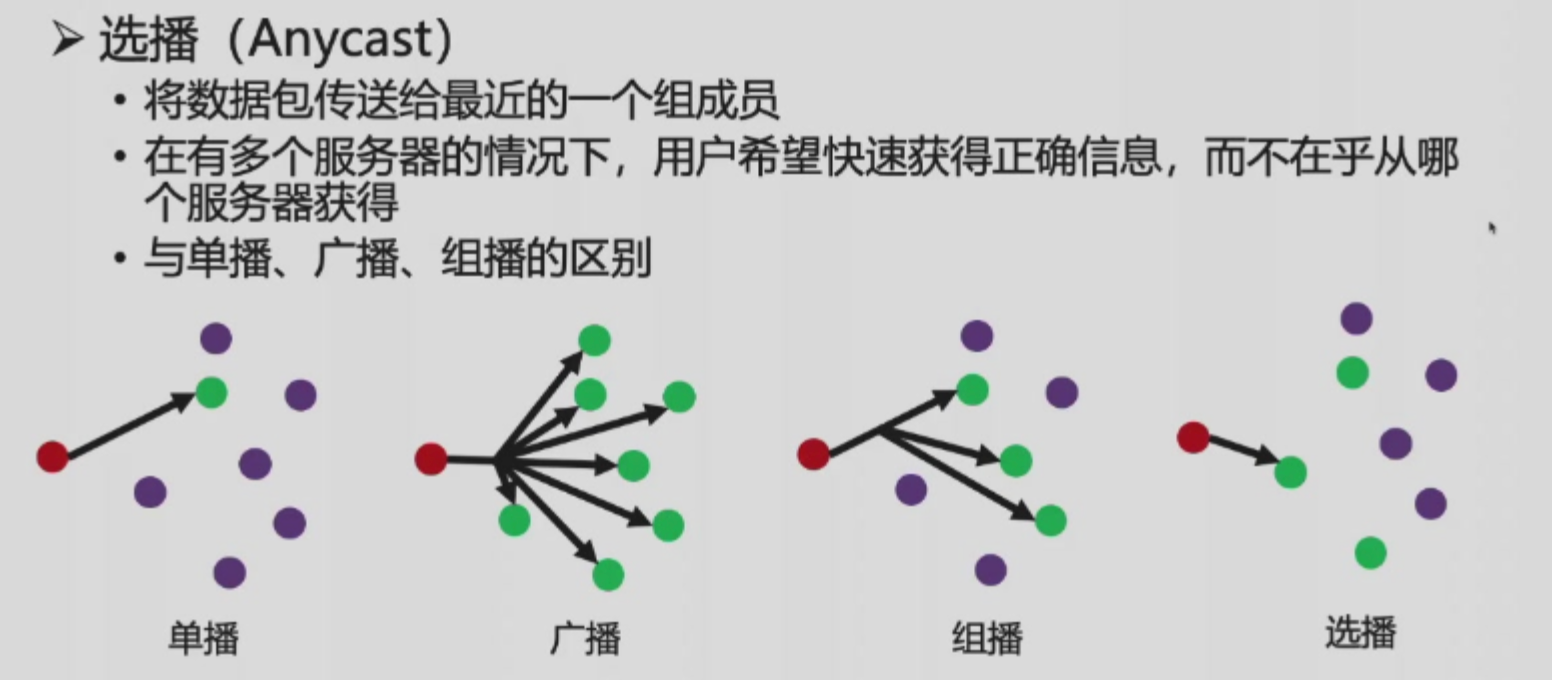 选播（Anycast）
• 将数据包传送给最近的一个组成员
• 在有多个服务器的情况下，用户希望快速获得正确信息，而不在乎从哪
个服务器获得
• 与单播、广播、组播的区别
单播
广播
组播
选播